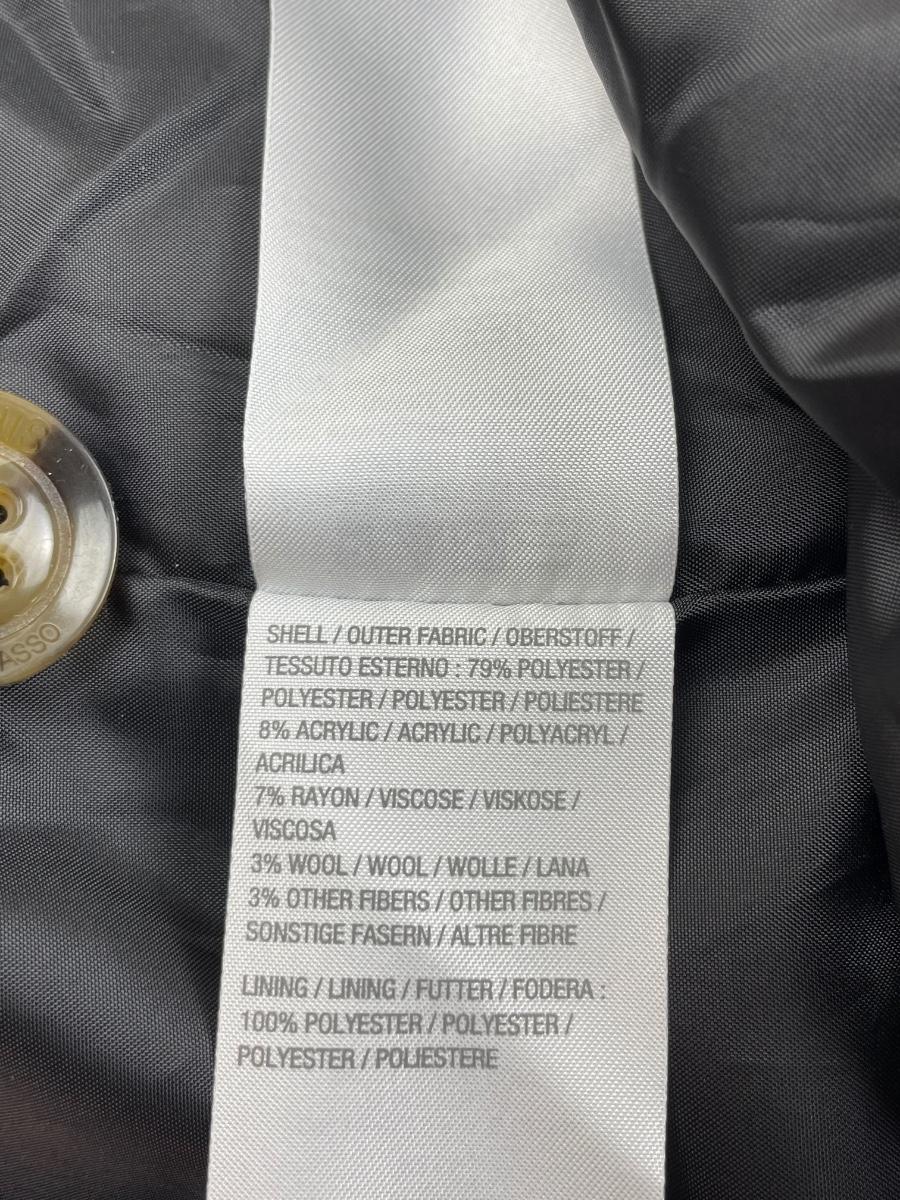 SHELL / OUTER FABRIC / OBERSTOFF /
TESSUTO ESTERNO : 79% POLYESTER /
POLYESTER / POLYESTER / POLIESTERE
8% ACRYLIC / ACRYLIC / POLYACRYL /
ACRILICA
7% RAYON / VISCOSE / VISKOSE /
VISCOSA
3% WOOL / WOOL / WOLLE / LANA
3% OTHER FIBERS / OTHER FIBRES /
SONSTIGE FASERN / ALTRE FIBRE
LINING / LINING / FUTTER / FODERA :
100% POLYESTER / POLYESTER /
POLYESTER / POLIESTERE
ASSO